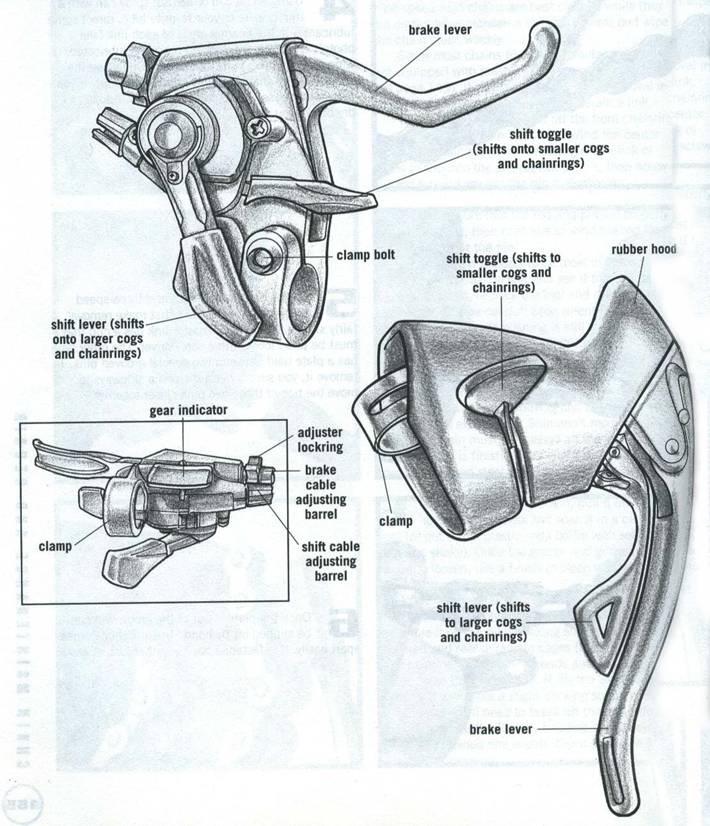 brake lever
shift toggle
(shifts onto smaller cogs
and chainrings)
clamp bolt
shift lever (shifts
onto larger cogs
and chainrings)
rubber hood
shift toggle (shifts to
smaller cogs and
chainrings)
gear indicator
adjuster
lockring
brake
cable
adjusting
barrel
clamp
shift cable
adjusting
barrel
clamp
shift lever (shifts
to larger cogs
and chainrings)
brake lever